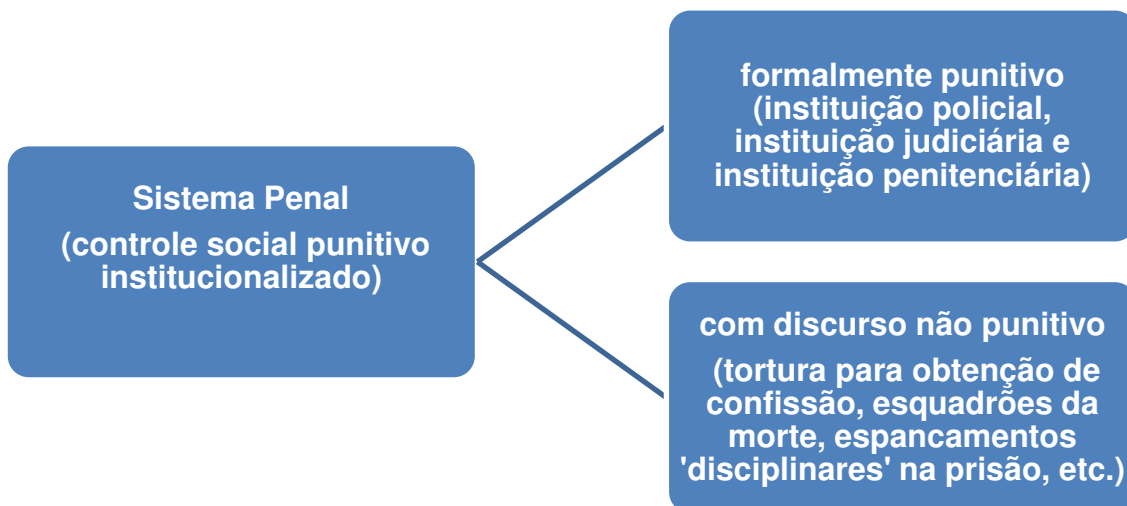 Sistema Penal
(controle social punitivo
institucionalizado)
formalmente punitivo
(instituição policial,
instituição judiciária e
instituição penitenciária)
com discurso não punitivo
(tortura para obtenção de
confissão, esquadrões da
morte, espancamentos
'disciplinares' na prisão, etc.)